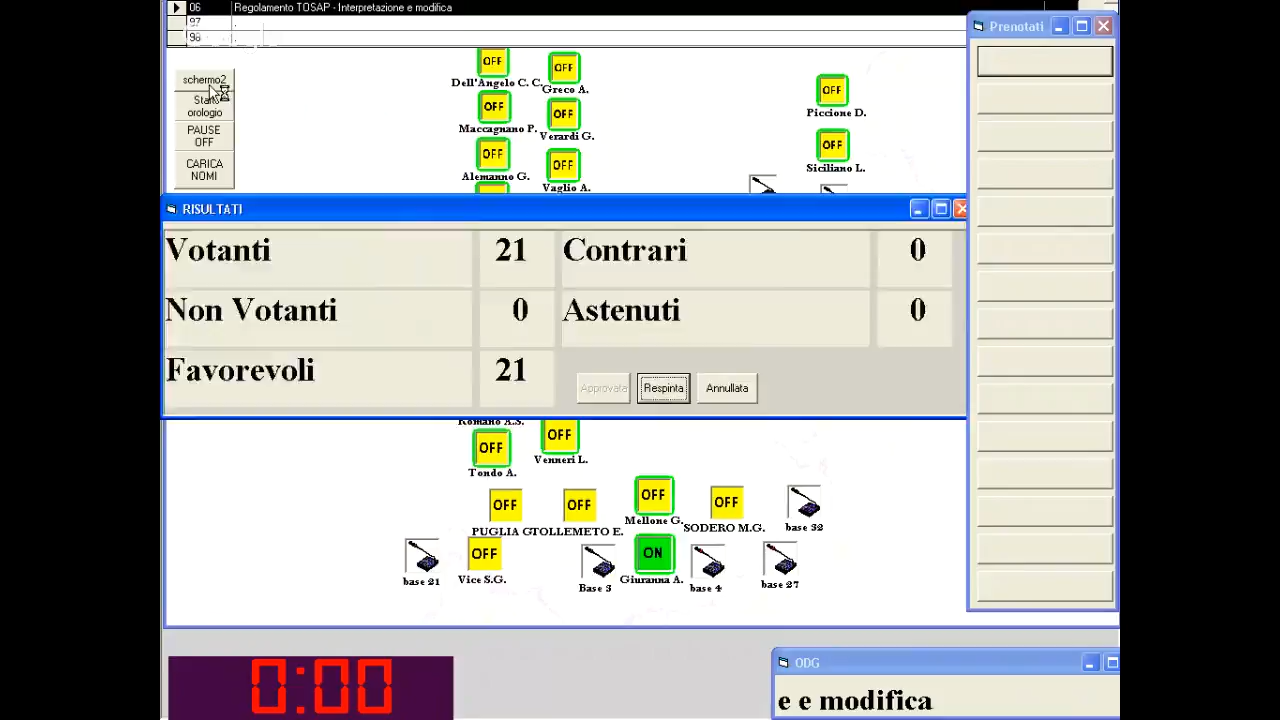 06 Regolamento TOSAP - Interpretazione e modifica
97 .
98 .
Prenotati
schermo2
Start orologio
PAUSE OFF
CARICA NOMI
OFF
Dell'Angelo C. C.
OFF
Greco A.
OFF
Maccagnano P.
OFF
Verardi G.
OFF
Alemanno G.
OFF
Vaglio A.
OFF
Piccione D.
OFF
Siciliano L.
RISULTATI
Votanti 21 Contrari 0
Non Votanti 0 Astenuti 0
Favorevoli 21
Approvata Respinta Annullata
Romano A.S.
OFF
Tondo A.
OFF
Venneri L.
OFF OFF OFF OFF
PUGLIA G TOLLEMETO E. Mellone G. SODERO M.G. base 32
OFF ON
base 21 Vice S.G. Base 3 Giuranna A. base 4 base 27
0:00
ODG
e e modifica